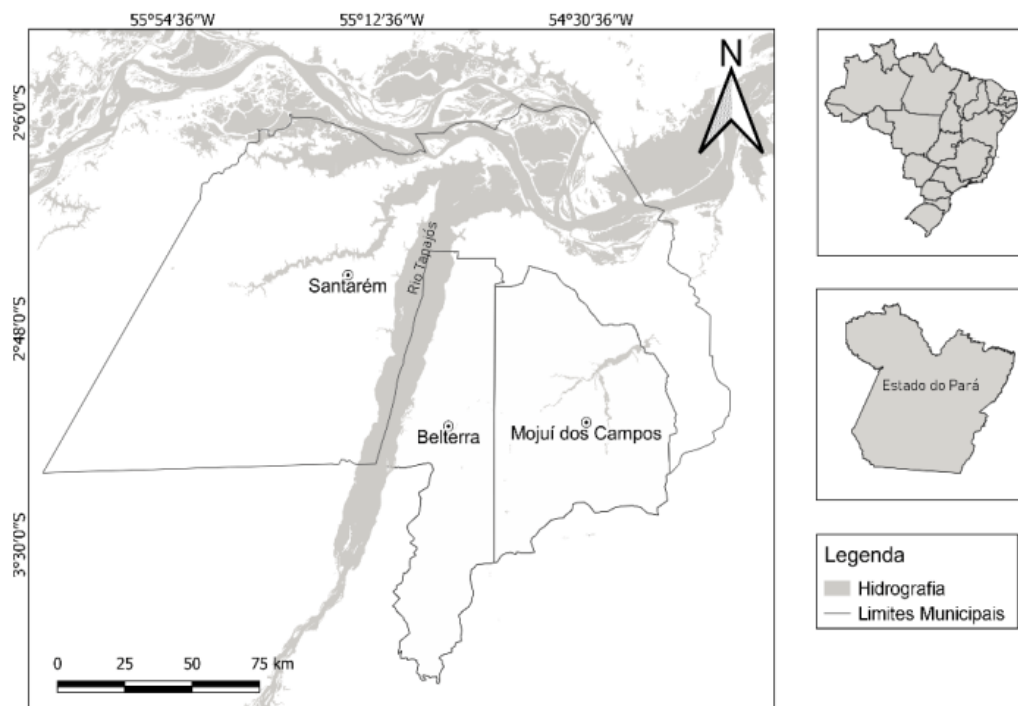 55°54'36"W 55°12'36"W 54°30'36"W
2°6'0"S
2°48'0"S
3°30'0"S
N
Rio Tapajós
Santarém
Belterra
Mojuí dos Campos
0 25 50 75 km
Estado do Pará
Legenda
Hidrografia
Limites Municipais